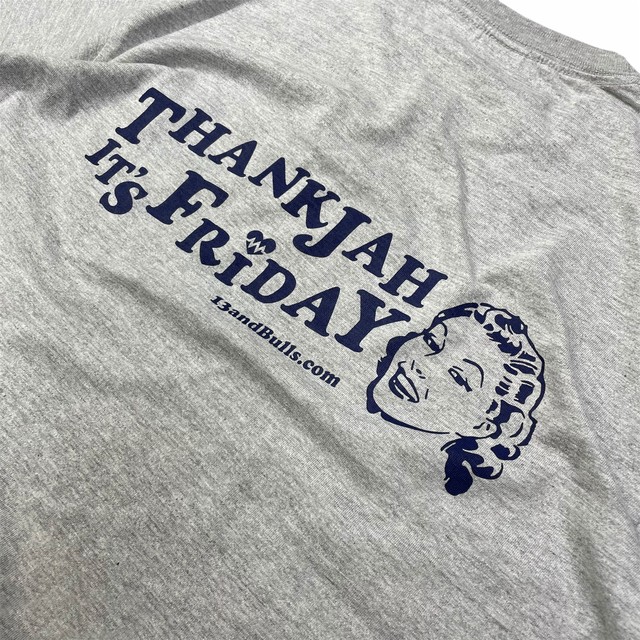 THANK JAH
IT'S FRIDAY
13andBulls.com